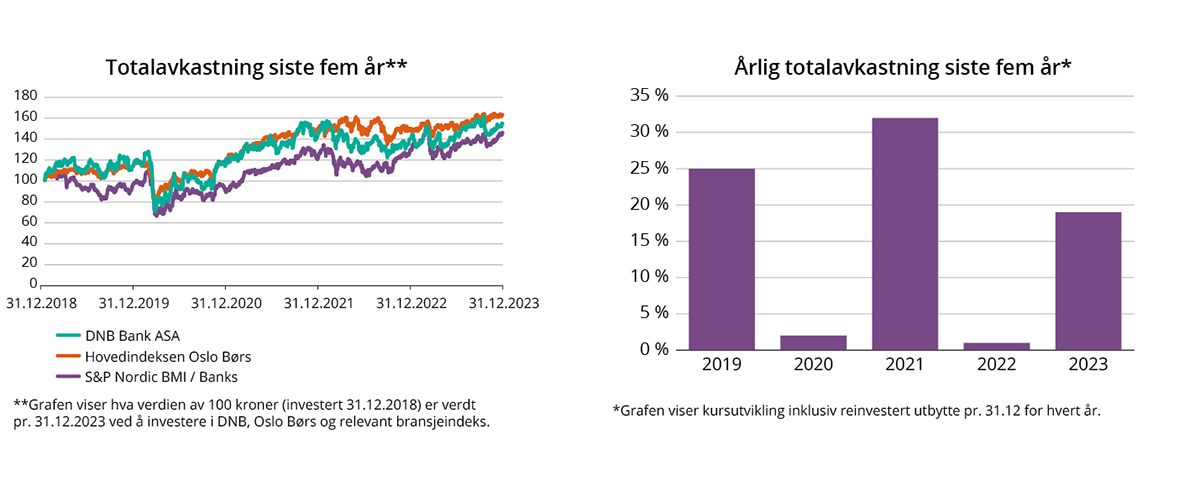 Totalavkastning siste fem år**
180
160
140
120
100
80
60
40
20
0
31.12.2018 31.12.2019 31.12.2020 31.12.2021 31.12.2022 31.12.2023
DNB Bank ASA
Hovedindeksen Oslo Børs
S&P Nordic BMI / Banks
**Grafen viser hva verdien av 100 kroner (investert 31.12.2018) er verdt
pr. 31.12.2023 ved å investere i DNB, Oslo Børs og relevant bransjeindeks.
Årlig totalavkastning siste fem år*
35 %
30 %
25 %
20 %
15 %
10 %
5 %
0 %
2019 2020 2021 2022 2023
*Grafen viser kursutvikling inklusiv reinvestert utbytte pr. 31.12 for hvert år.